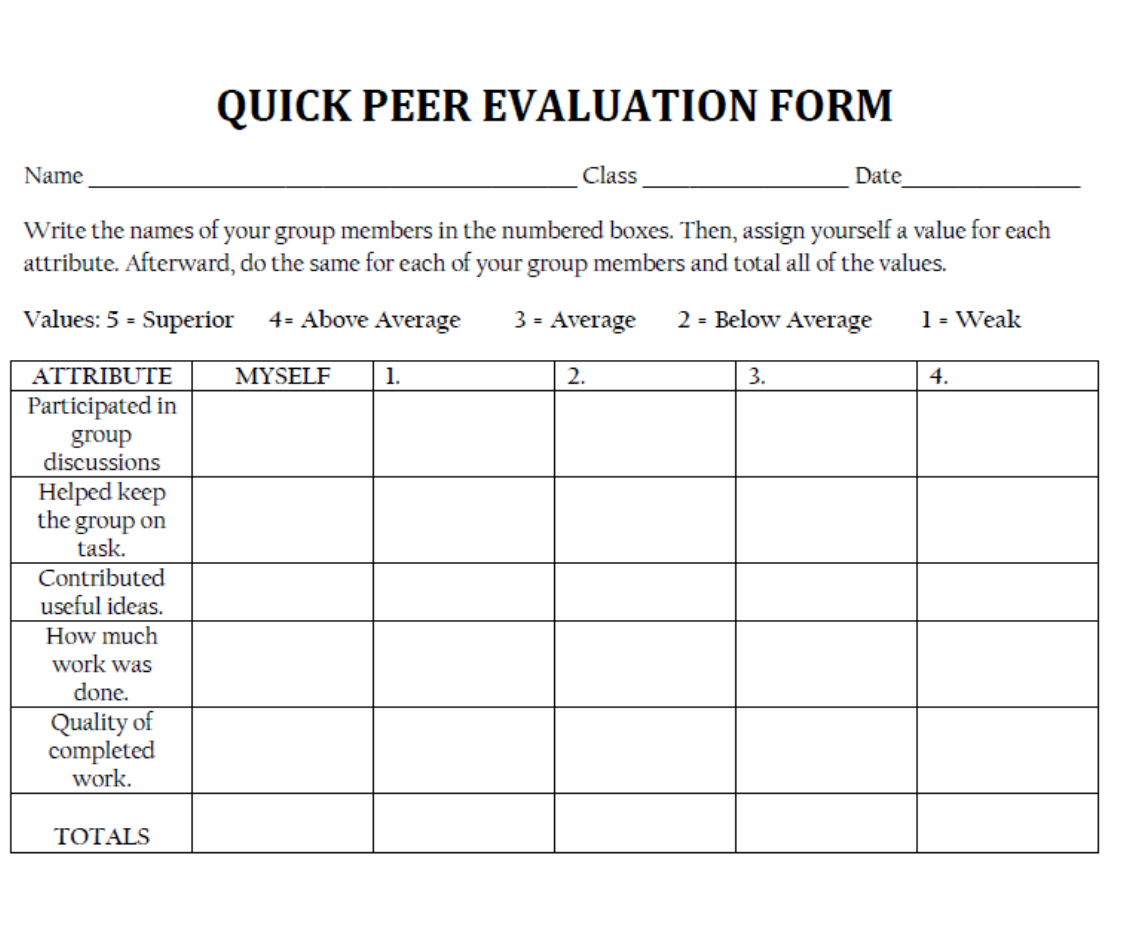 QUICK PEER EVALUATION FORM
Name ________________________________________ Class _________________ Date_______________
Write the names of your group members in the numbered boxes. Then, assign yourself a value for each
attribute. Afterward, do the same for each of your group members and total all of the values.
Values: 5 = Superior 4= Above Average 3 = Average 2 = Below Average 1 = Weak
ATTRIBUTE MYSELF 1. 2. 3. 4.
Participated in
group
discussions
Helped keep
the group on
task.
Contributed
useful ideas.
How much
work was
done.
Quality of
completed
work.
TOTALS